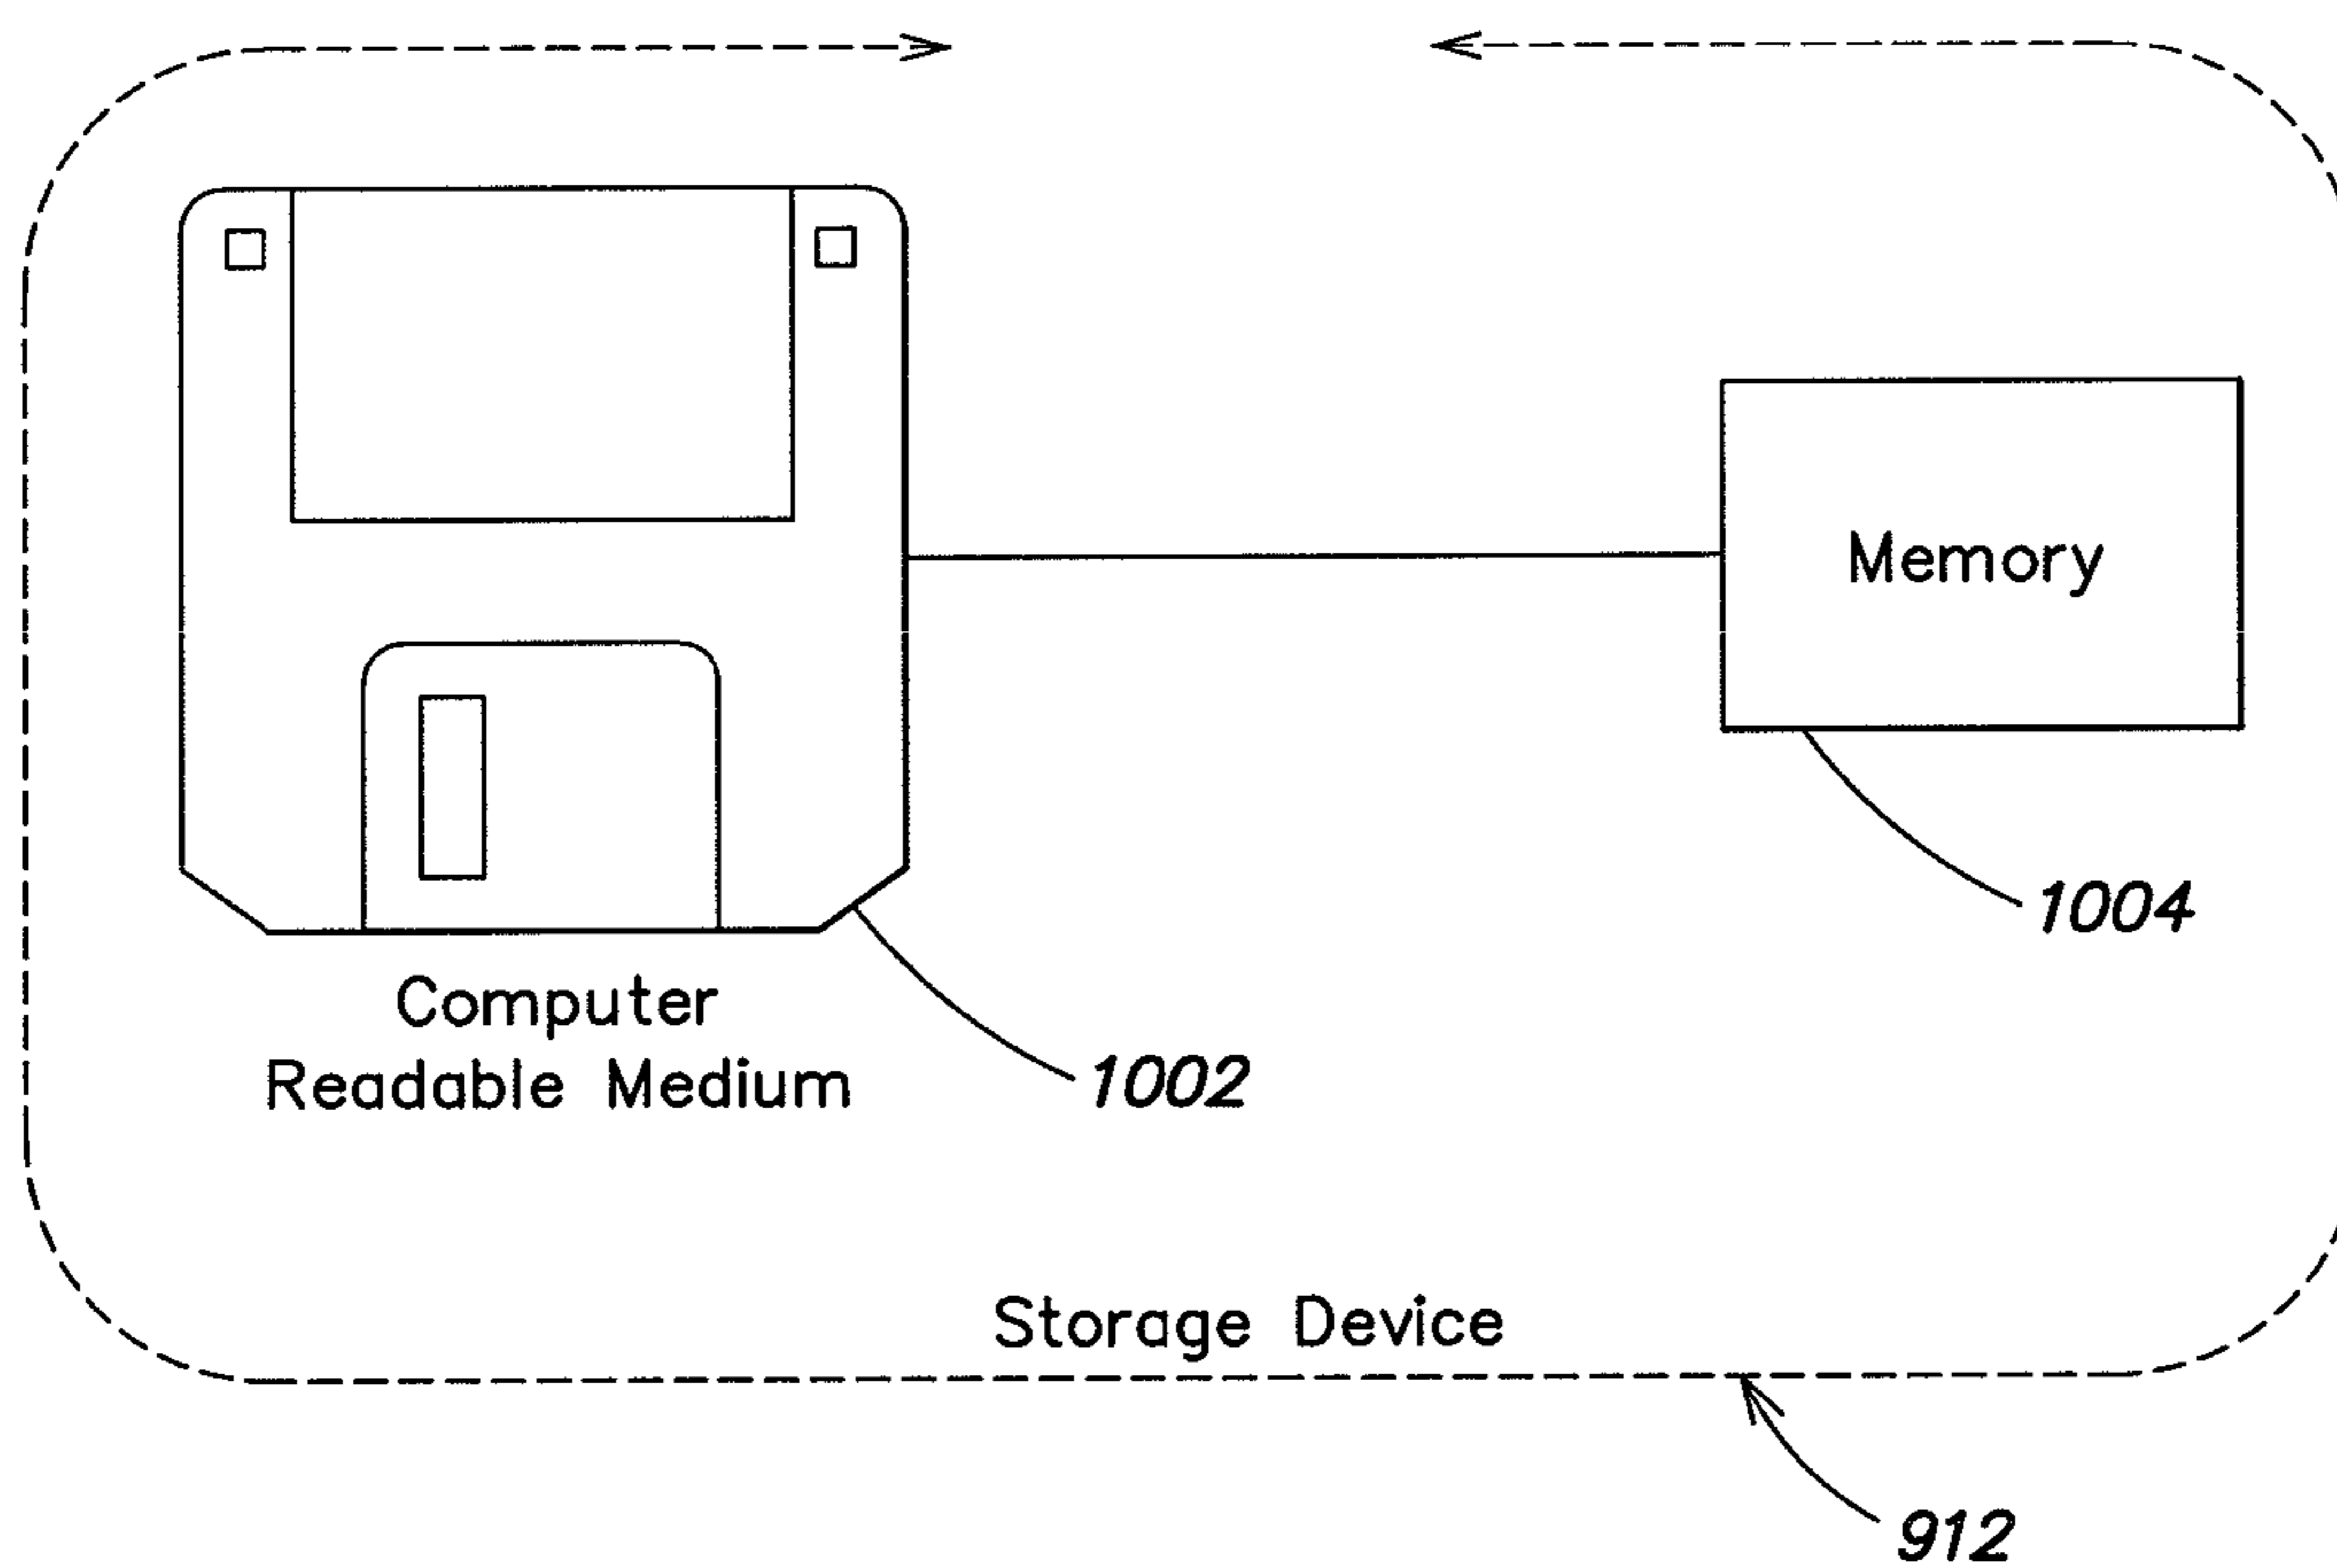 Memory
1004
Computer
Readable Medium
1002
Storage Device
912